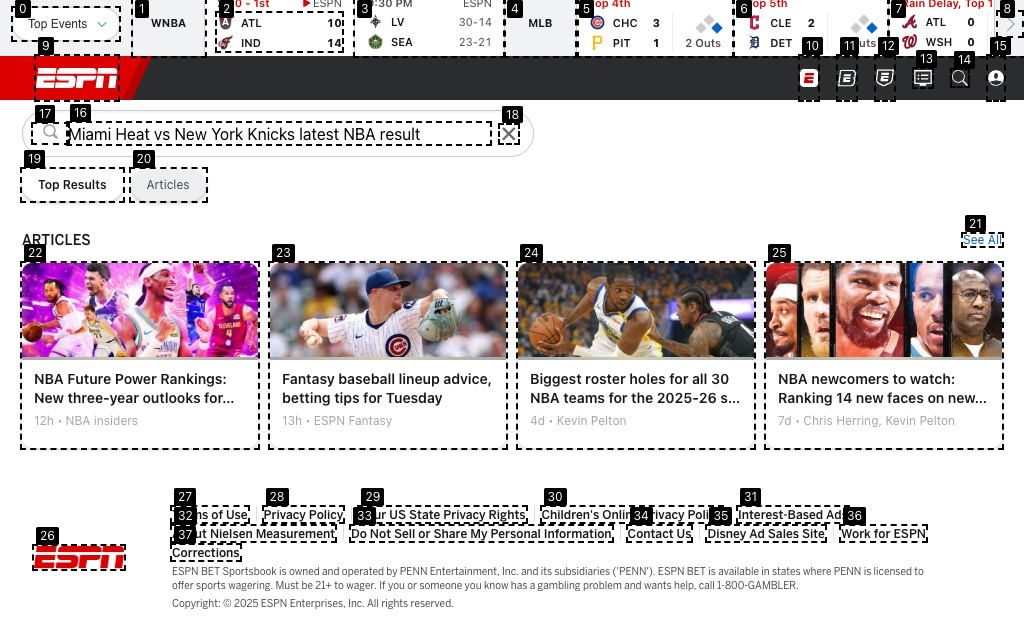 0
1
2
3
4
5
6
7
8
Top Events
0 - 1st
ESPN
ATL 10
IND 14
WNBA
:30 PM
ESPN
LV 30-14
SEA 23-21
MLB
op 4th
CHC 3
PIT 1
2 Outs
op 5th
CLE 2
DET 0
uts
Rain Delay, Top 1
ATL 0
WSH 0
9
10
11
12
13
14
15
ESPN
17
16
18
Miami Heat vs New York Knicks latest NBA result
19
20
Top Results
Articles
21
ARTICLES
See All
22
23
24
25
NBA Future Power Rankings:
New three-year outlooks for...
12h • NBA insiders
Fantasy baseball lineup advice,
betting tips for Tuesday
13h • ESPN Fantasy
Biggest roster holes for all 30
NBA teams for the 2025-26 s...
4d • Kevin Pelton
NBA newcomers to watch:
Ranking 14 new faces on new...
7d • Chris Herring, Kevin Pelton
27
28
29
30
31
32
of Use
Privacy Policy
33
US State Privacy Rights
34
35
Interest-Based Ads
36
37
Nielsen Measurement
Do Not Sell or Share My Personal Information
Contact Us
Disney Ad Sales Site
Work for ESPN
26
ESPN
Corrections
ESPN BET Sportsbook is owned and operated by PENN Entertainment, Inc. and its subsidiaries ('PENN'). ESPN BET is available in states where PENN is licensed to
offer sports wagering. Must be 21+ to wager. If you or someone you know has a gambling problem and wants help, call 1-800-GAMBLER.
Copyright: © 2025 ESPN Enterprises, Inc. All rights reserved.